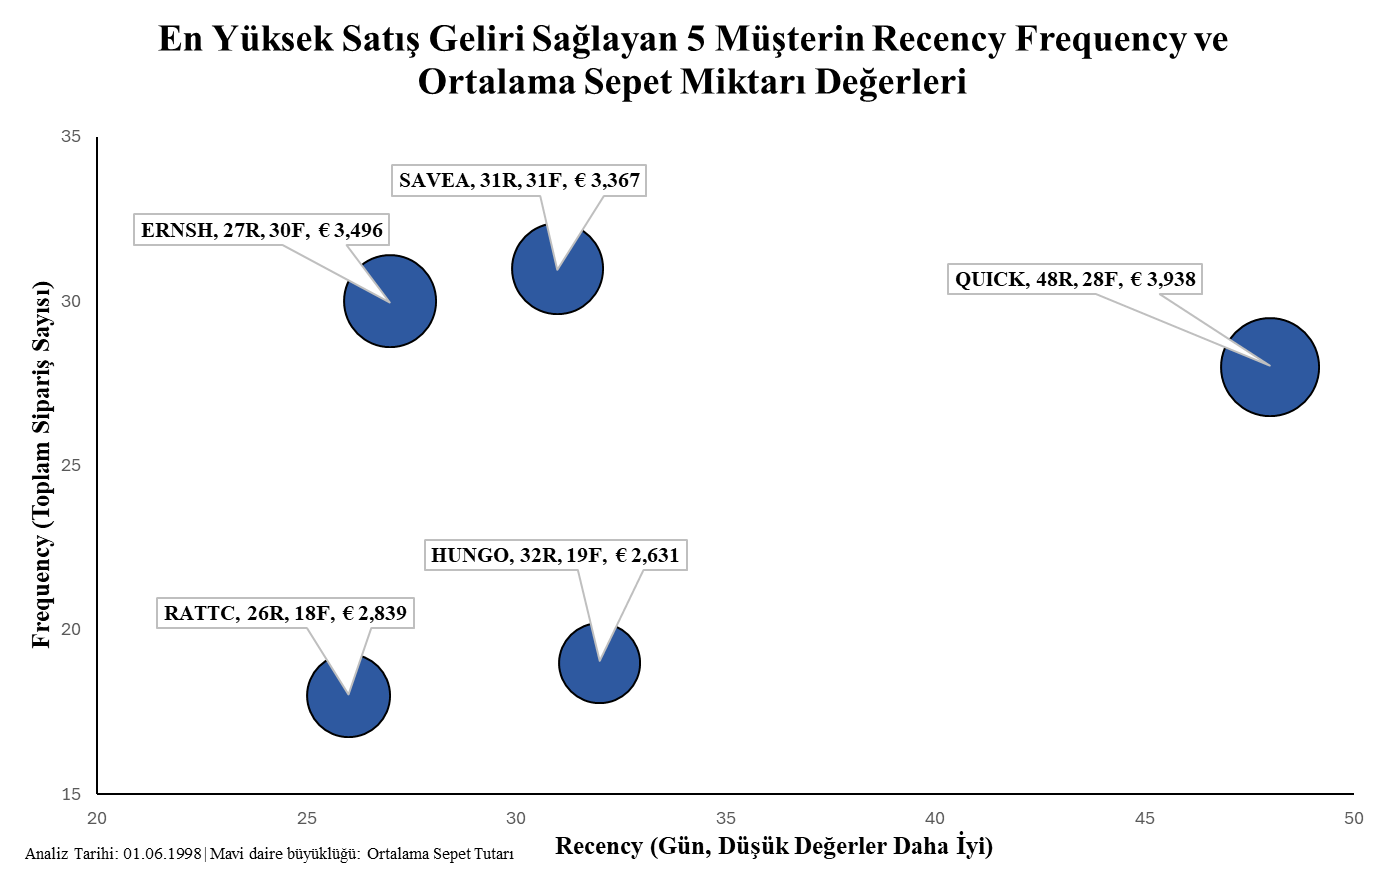 En Yüksek Satış Geliri Sağlayan 5 Müşterin Recency Frequency ve
Ortalama Sepet Miktarı Değerleri
35
SAVEA, 31R, 31F, € 3,367
ERNSH, 27R, 30F, € 3,496
QUICK, 48R, 28F, € 3,938
30
Frequency (Toplam Sipariş Sayısı)
25
HUNGO, 32R, 19F, € 2,631
RATTC, 26R, 18F, € 2,839
20
15
20 25 30 35 40 45 50
Recency (Gün, Düşük Değerler Daha İyi)
Analiz Tarihi: 01.06.1998| Mavi daire büyüklüğü: Ortalama Sepet Tutarı